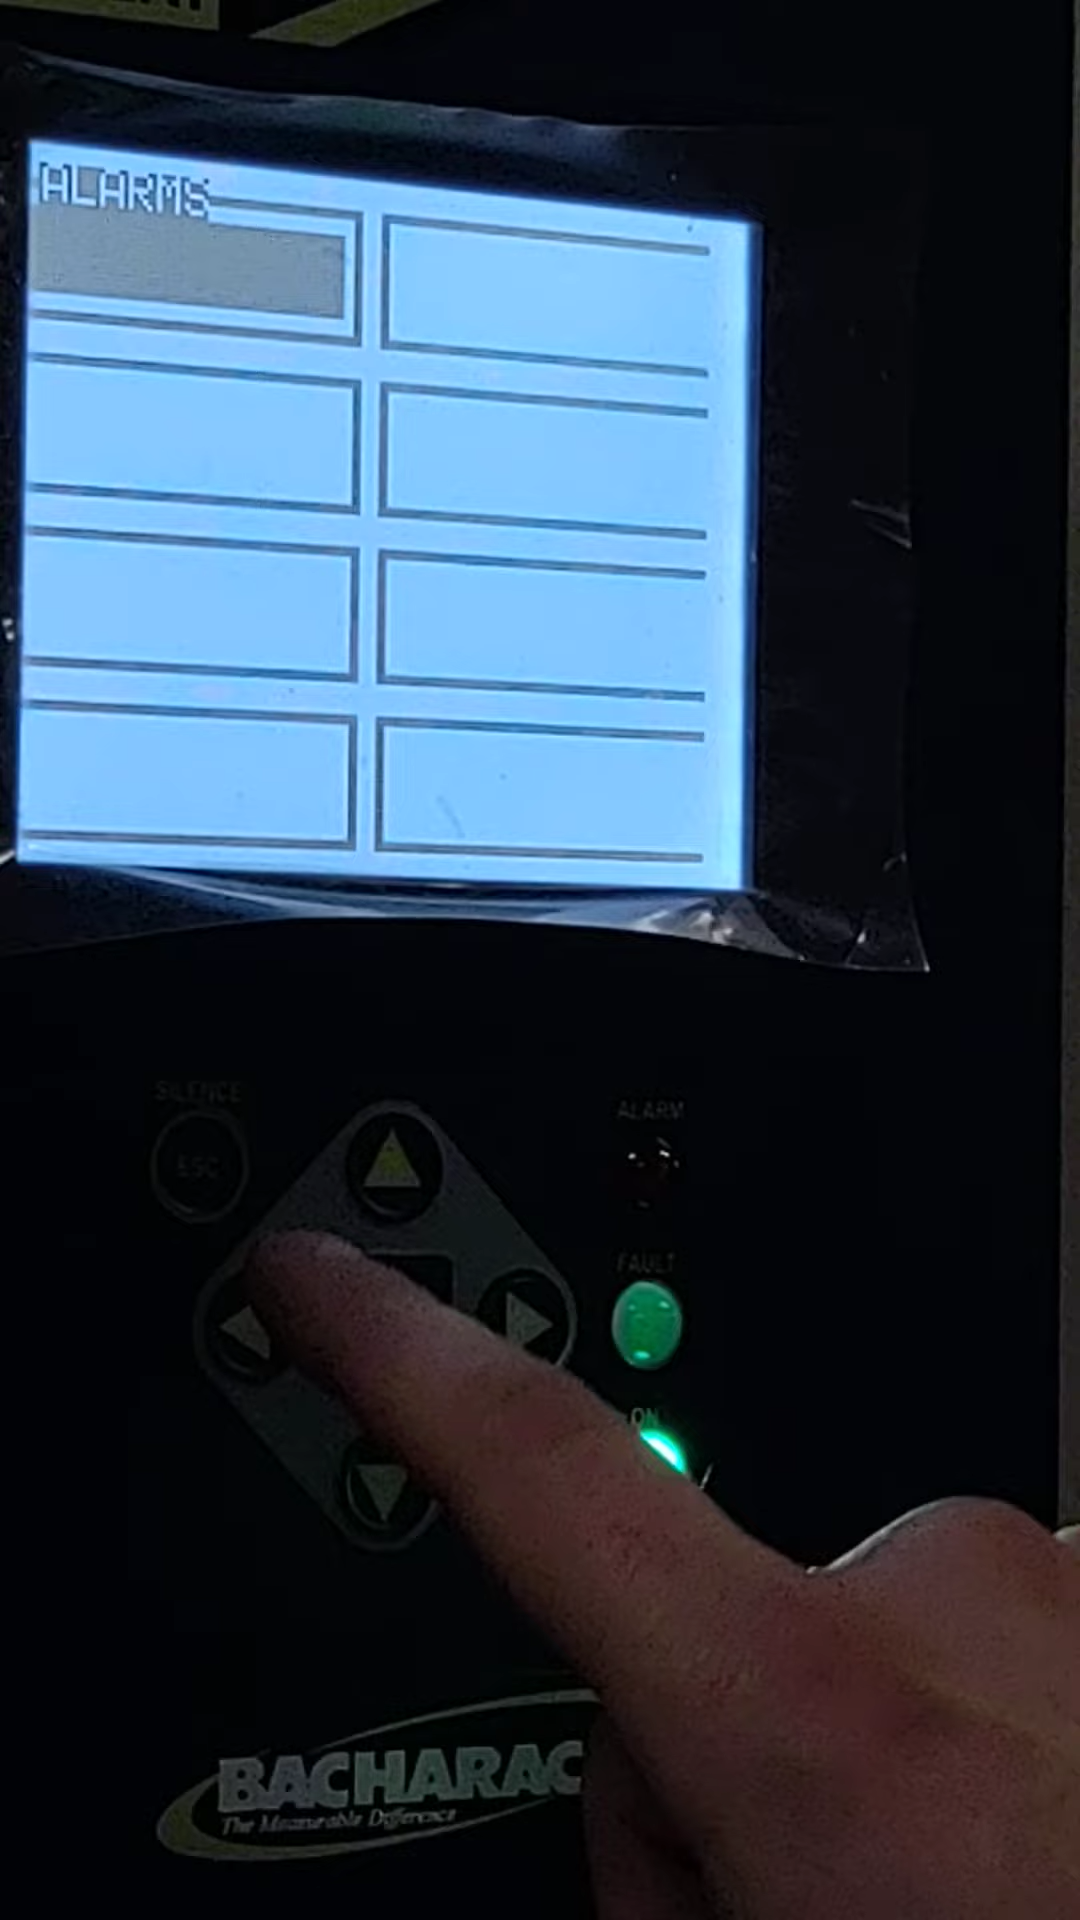 ALARMS
SILENCE
ESC
ALARM
FAULT
ON
BACHARAC
The Measurable Difference